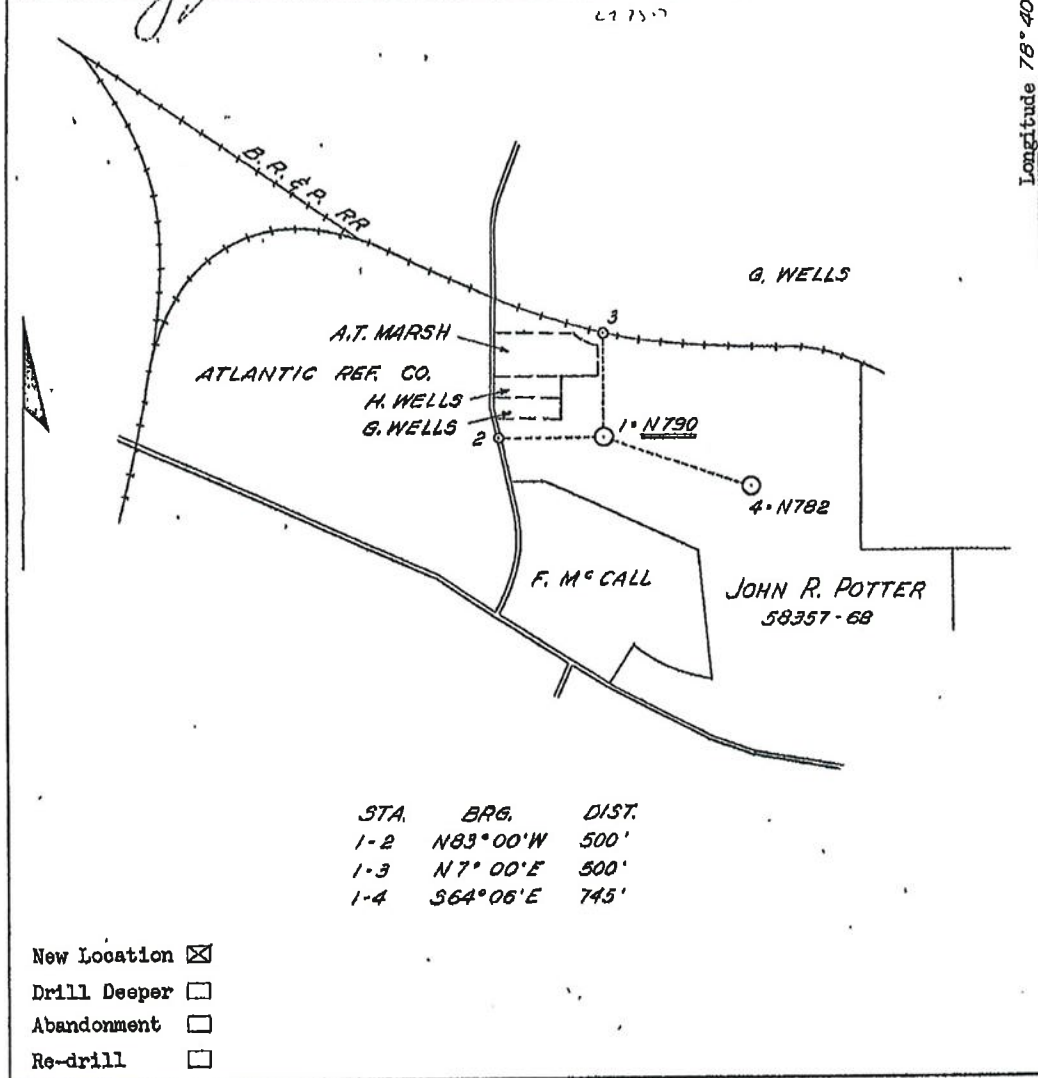 Longitude 78°40
B.R. & P. RR
G. WELLS
3
A.T. MARSH
ATLANTIC REF. CO.
H. WELLS
G. WELLS
2
1 • N790
4 • N782
F. McCALL
JOHN R. POTTER
58357-68
STA. BRG. DIST.
1-2 N83°00'W 500'
1-3 N7°00'E 500'
1-4 S64°06'E 745'
New Location ☒
Drill Deeper ☐
Abandonment ☐
Re-drill ☐